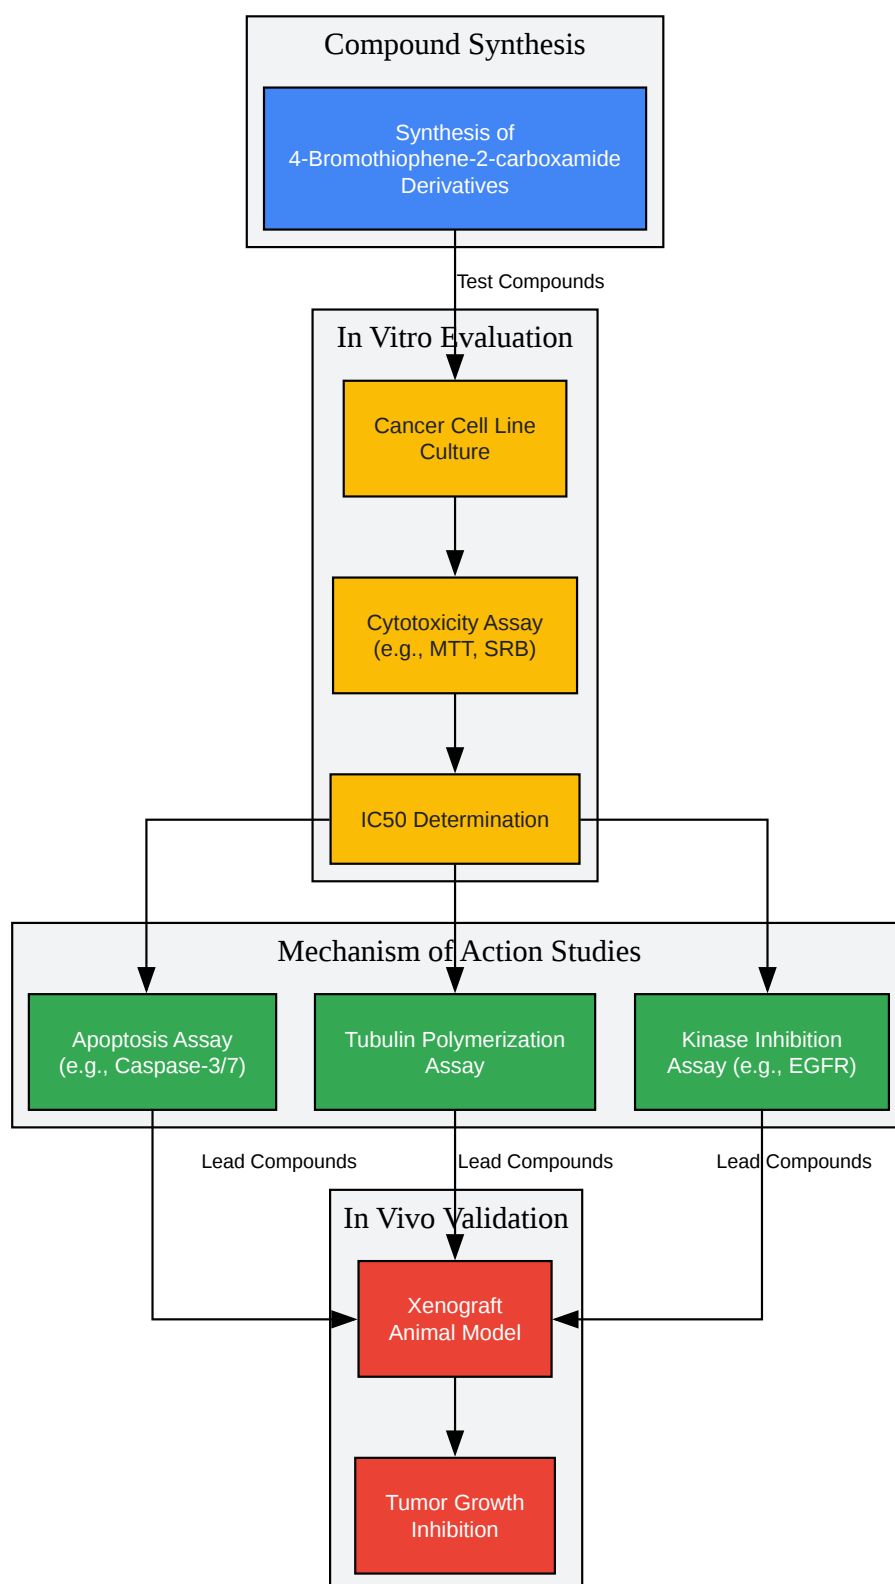 Compound Synthesis
Synthesis of
4-Bromothiophene-2-carboxamide
Derivatives
Test Compounds
In Vitro Evaluation
Cancer Cell Line
Culture
Cytotoxicity Assay
(e.g., MTT, SRB)
IC50 Determination
Mechanism of Action Studies
Apoptosis Assay
(e.g., Caspase-3/7)
Tubulin Polymerization
Assay
Kinase Inhibition
Assay (e.g., EGFR)
Lead Compounds
Lead Compounds
Lead Compounds
In Vivo Validation
Xenograft
Animal Model
Tumor Growth
Inhibition